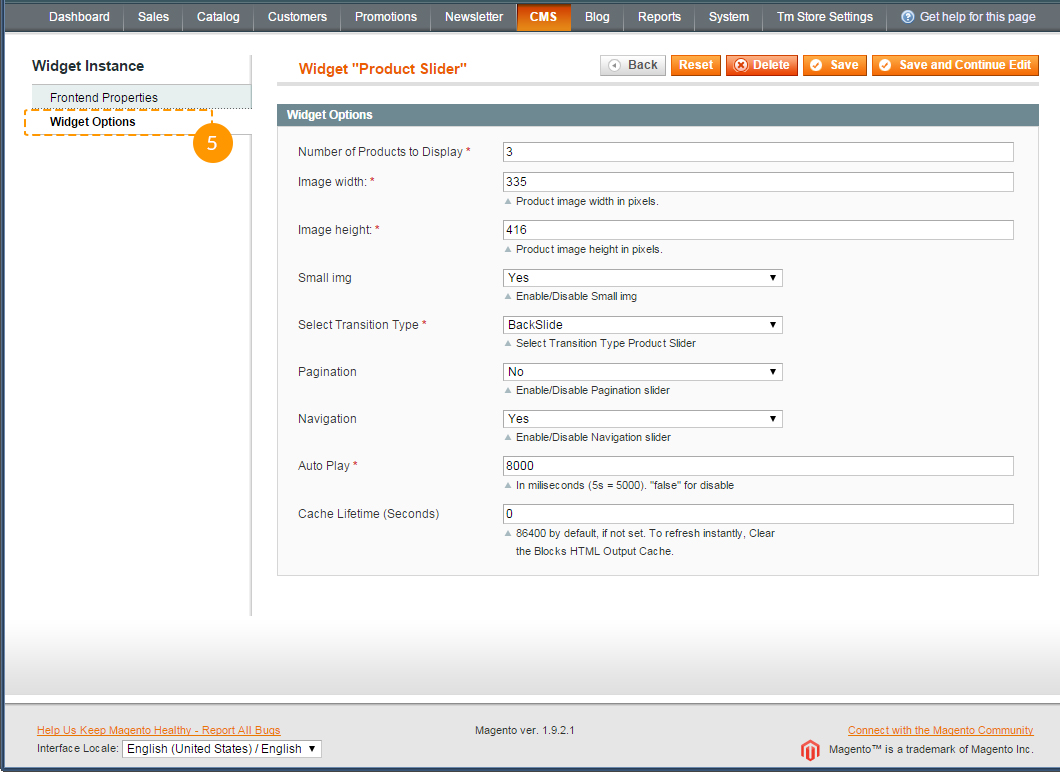 Dashboard Sales Catalog Customers Promotions Newsletter CMS Blog Reports System Tm Store Settings Get help for this page
Widget Instance
Frontend Properties
Widget Options
5
Widget "Product Slider"
Back Reset Delete Save Save and Continue Edit
Widget Options
Number of Products to Display * 3
Image width: * 335
Product image width in pixels.
Image height: * 416
Product image height in pixels.
Small img Yes
Enable/Disable Small img
Select Transition Type * BackSlide
Select Transition Type Product Slider
Pagination No
Enable/Disable Pagination slider
Navigation Yes
Enable/Disable Navigation slider
Auto Play * 8000
In miliseconds (5s = 5000). "false" for disable
Cache Lifetime (Seconds) 0
86400 by default, if not set. To refresh instantly, Clear
the Blocks HTML Output Cache.
Help Us Keep Magento Healthy - Report All Bugs Magento ver. 1.9.2.1 Connect with the Magento Community
Interface Locale: English (United States) / English Magento™ is a trademark of Magento Inc.